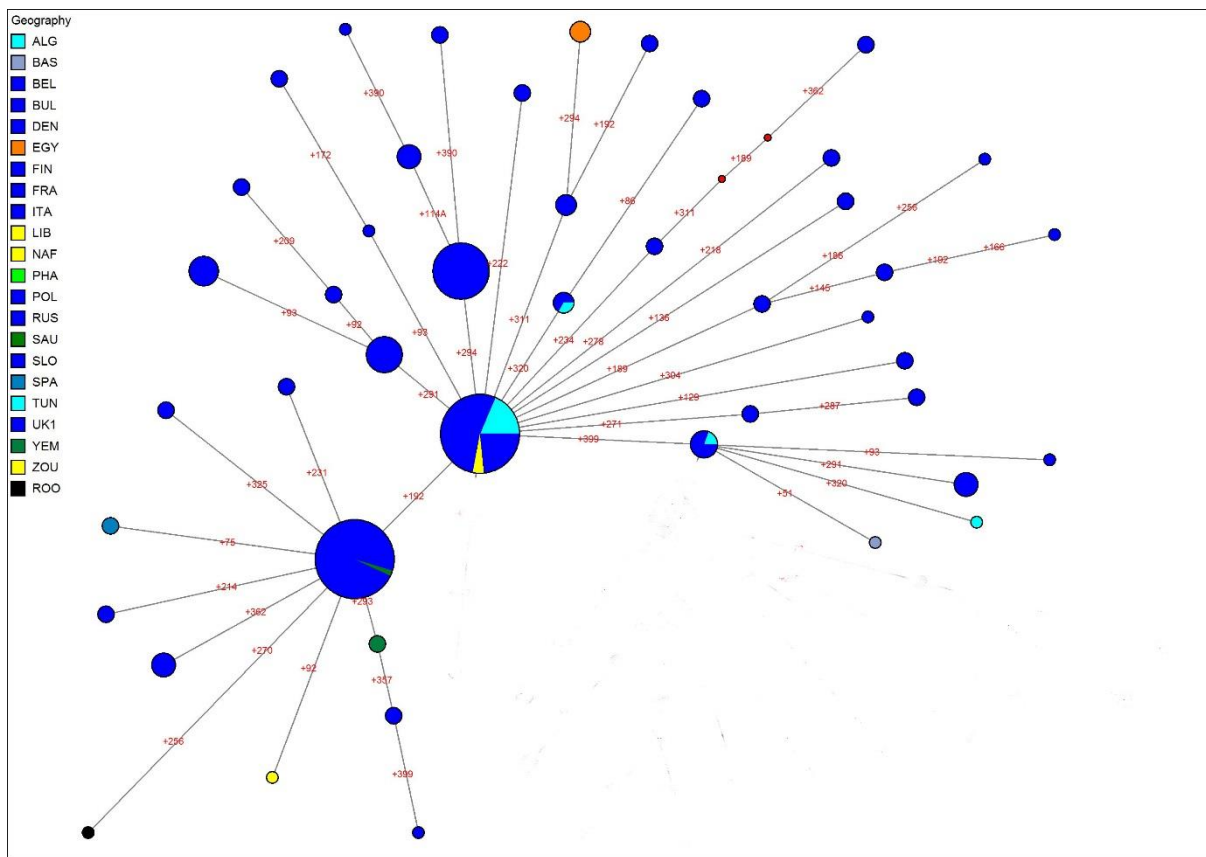 Geography
ALG
BAS
BEL
BUL
DEN
EGY
FIN
FRA
ITA
LIB
NAF
PHA
POL
RUS
SAU
SLO
SPA
TUN
UK1
YEM
ZOU
ROO
+390
+362
+294
+192
+390
+172
+189
+86
+114A
+311
+218
+256
+209
+186
+192
+166
+222
+145
+93
+311
+136
+92
+93
+294
+234
+278
+320
+189
+304
+291
+129
+271
+287
+399
+93
+291
+320
+231
+325
+192
+51
+75
+214
+293
+362
+270
+92
+357
+256
+399